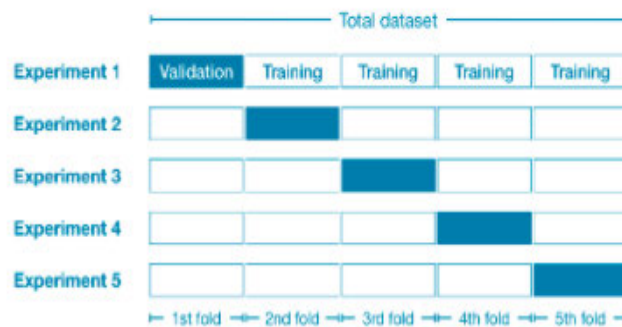 Total dataset
Experiment 1 Validation Training Training Training Training
Experiment 2
Experiment 3
Experiment 4
Experiment 5
1st fold 2nd fold 3rd fold 4th fold 5th fold